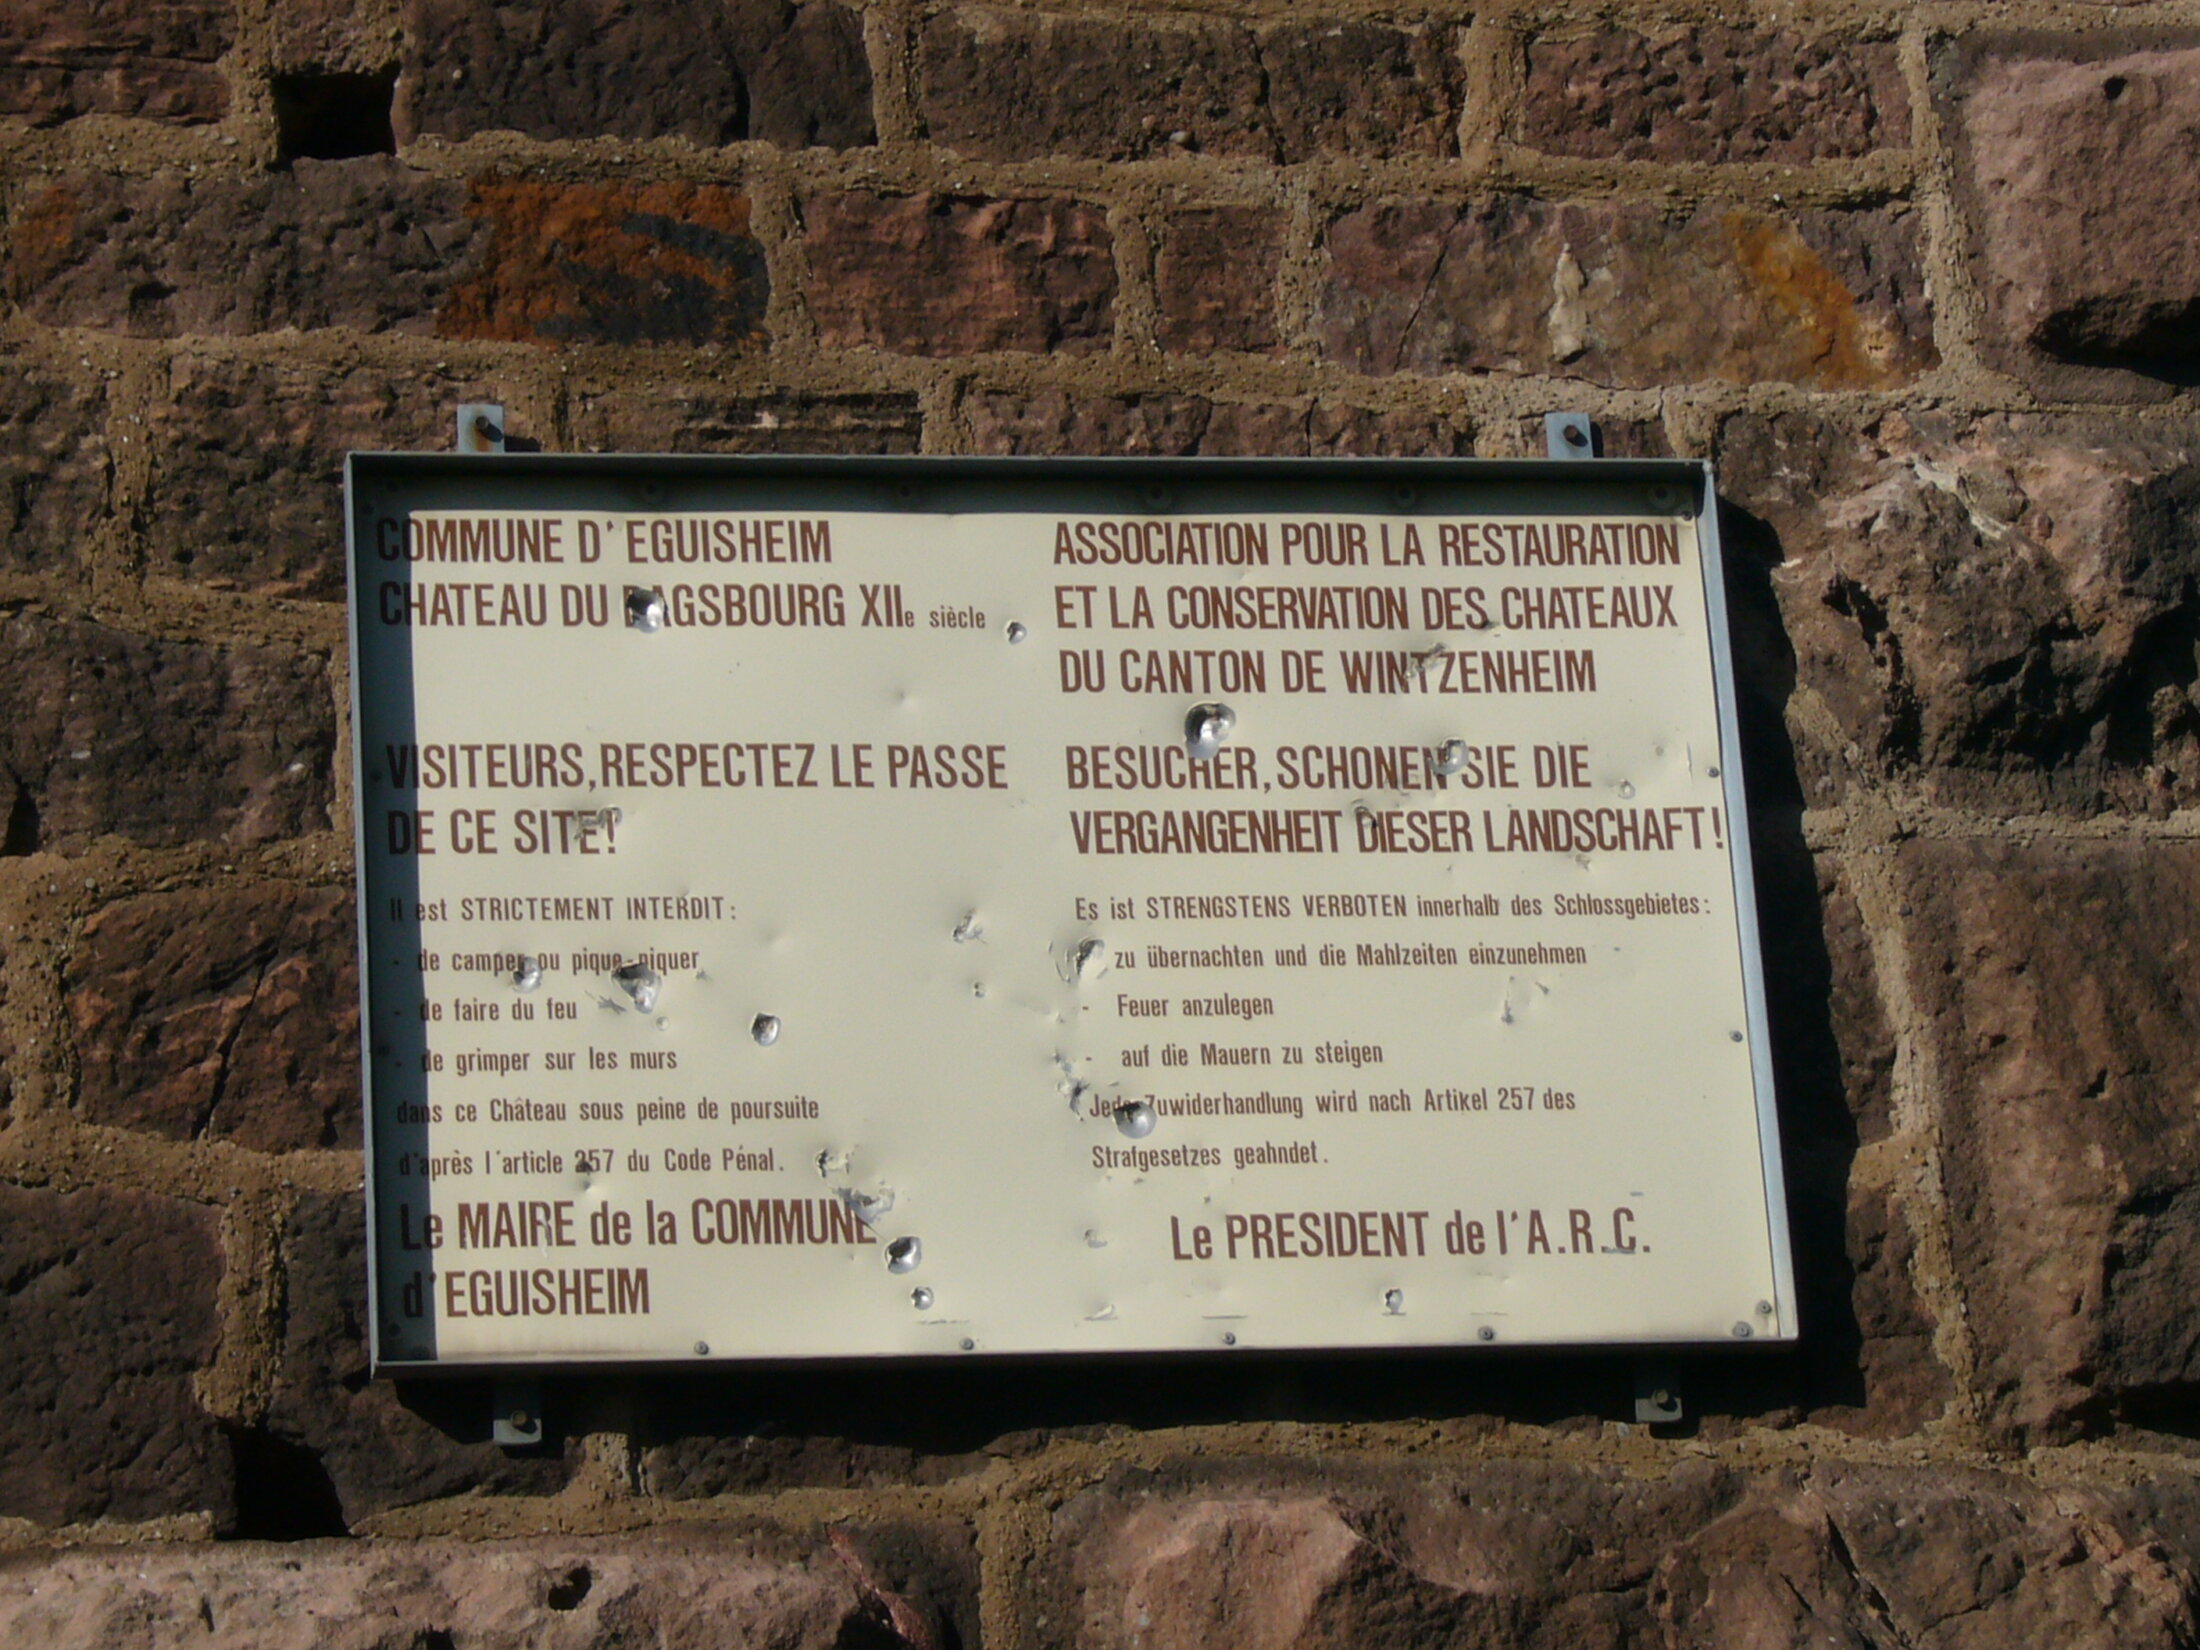 COMMUNE D'EGUISHEIM
CHATEAU DU DAGSBOURG XIIe siècle
VISITEURS, RESPECTEZ LE PASSE
DE CE SITE!
Il est STRICTEMENT INTERDIT:
- de camper ou pique-niquer
- de faire du feu
- de grimper sur les murs
dans ce Château sous peine de poursuite
d'après l'article 257 du Code Pénal.
Le MAIRE de la COMMUNE
d'EGUISHEIM
ASSOCIATION POUR LA RESTAURATION
ET LA CONSERVATION DES CHATEAUX
DU CANTON DE WINTZENHEIM
BESUCHER, SCHONEN SIE DIE
VERGANGENHEIT DIESER LANDSCHAFT!
Es ist STRENGSTENS VERBOTEN innerhalb des Schlossgebietes:
zu übernachten und die Mahlzeiten einzunehmen
- Feuer anzulegen
- auf die Mauern zu steigen
Jede Zuwiderhandlung wird nach Artikel 257 des
Strafgesetzes geahndet.
Le PRESIDENT de l'A.R.C.